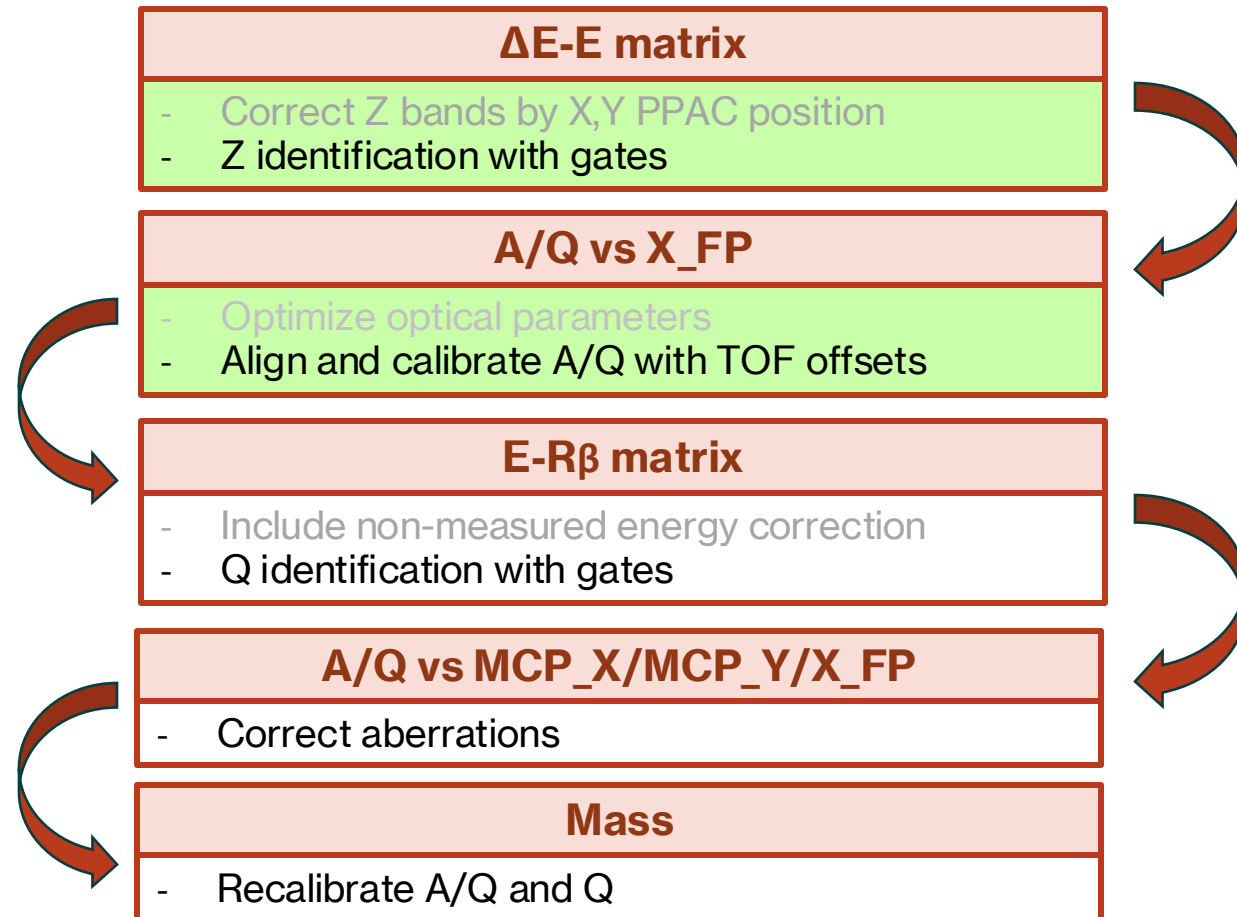 ΔE-E matrix
- Correct Z bands by X,Y PPAC position
- Z identification with gates
A/Q vs X_FP
- Optimize optical parameters
- Align and calibrate A/Q with TOF offsets
E-Rβ matrix
- Include non-measured energy correction
- Q identification with gates
A/Q vs MCP_X/MCP_Y/X_FP
- Correct aberrations
Mass
- Recalibrate A/Q and Q